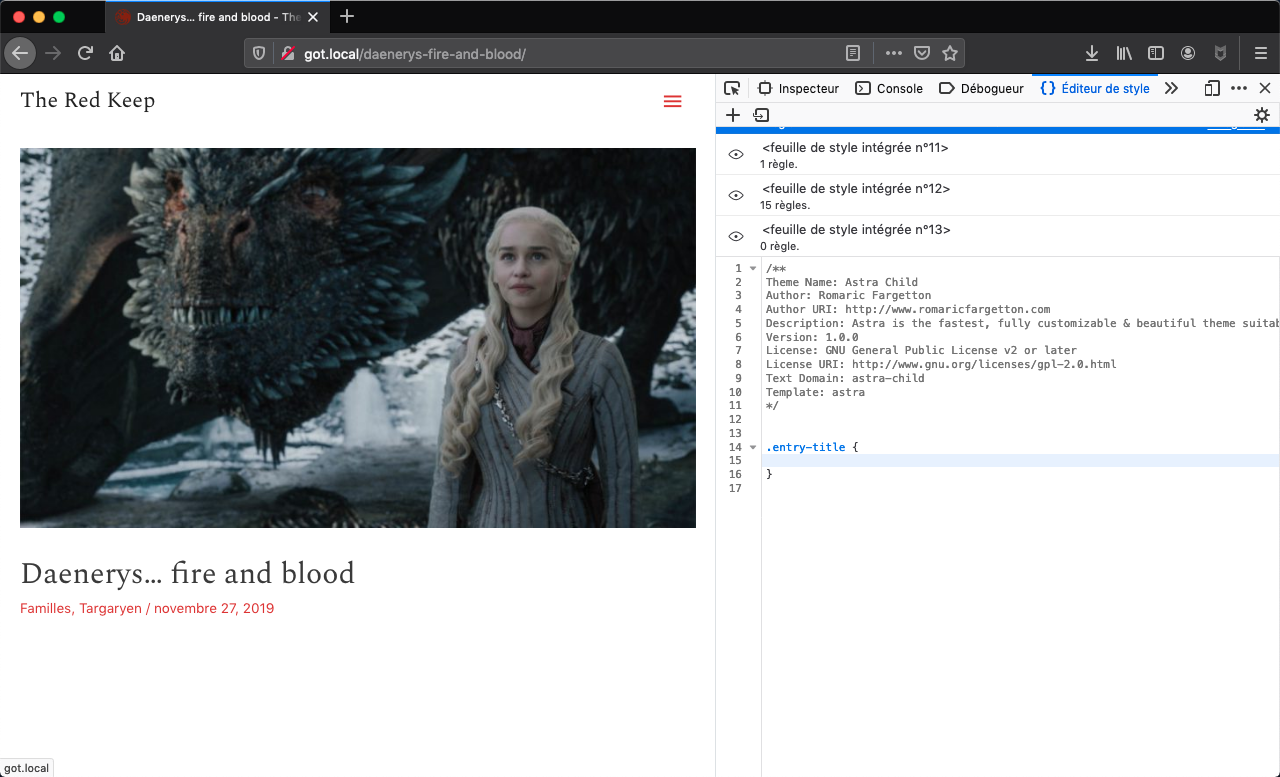 Daenerys… fire and blood - The
got.local/daenerys-fire-and-blood/
The Red Keep
Inspecteur
Console
Débogueur
{} Éditeur de style
<feuille de style intégrée n°11>
1 règle.
<feuille de style intégrée n°12>
15 règles.
<feuille de style intégrée n°13>
0 règle.
1 /**
2 Theme Name: Astra Child
3 Author: Romaric Fargetton
4 Author URI: http://www.romaricfargetton.com
5 Description: Astra is the fastest, fully customizable & beautiful theme suitab
6 Version: 1.0.0
7 License: GNU General Public License v2 or later
8 License URI: http://www.gnu.org/licenses/gpl-2.0.html
9 Text Domain: astra-child
10 Template: astra
11 */
12
13
14 .entry-title {
15
16 }
17
Daenerys… fire and blood
Familles, Targaryen / novembre 27, 2019
got.local